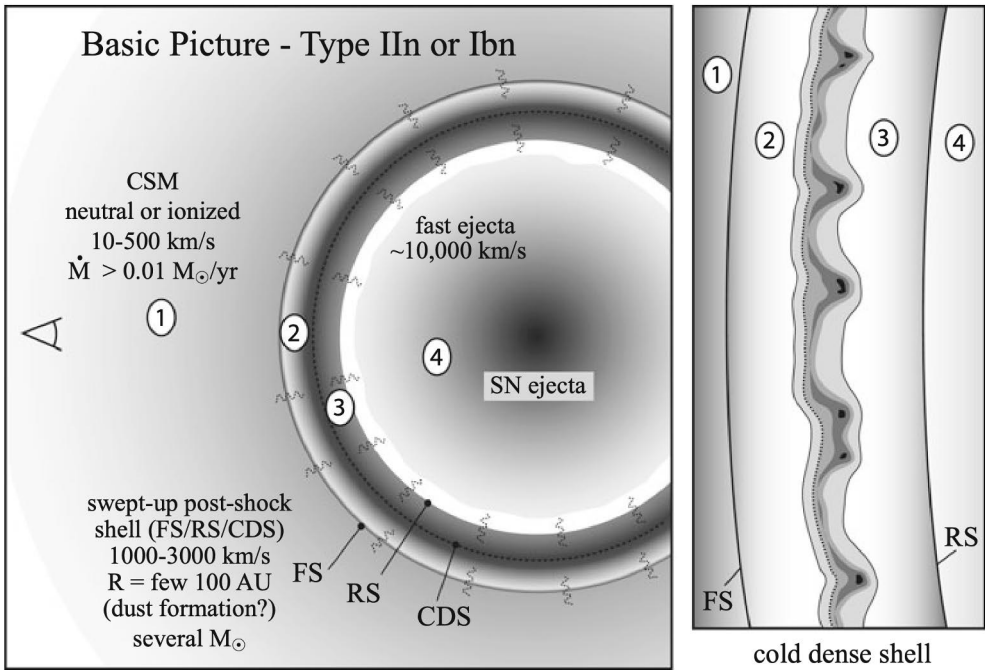 Basic Picture - Type IIn or Ibn
CSM
neutral or ionized
10-500 km/s
Ṁ > 0.01 M☉/yr
1
2
3
4
fast ejecta
~10,000 km/s
SN ejecta
swept-up post-shock
shell (FS/RS/CDS)
1000-3000 km/s
R = few 100 AU
(dust formation?)
several M☉
FS
RS
CDS
1
2
3
4
FS
RS
cold dense shell